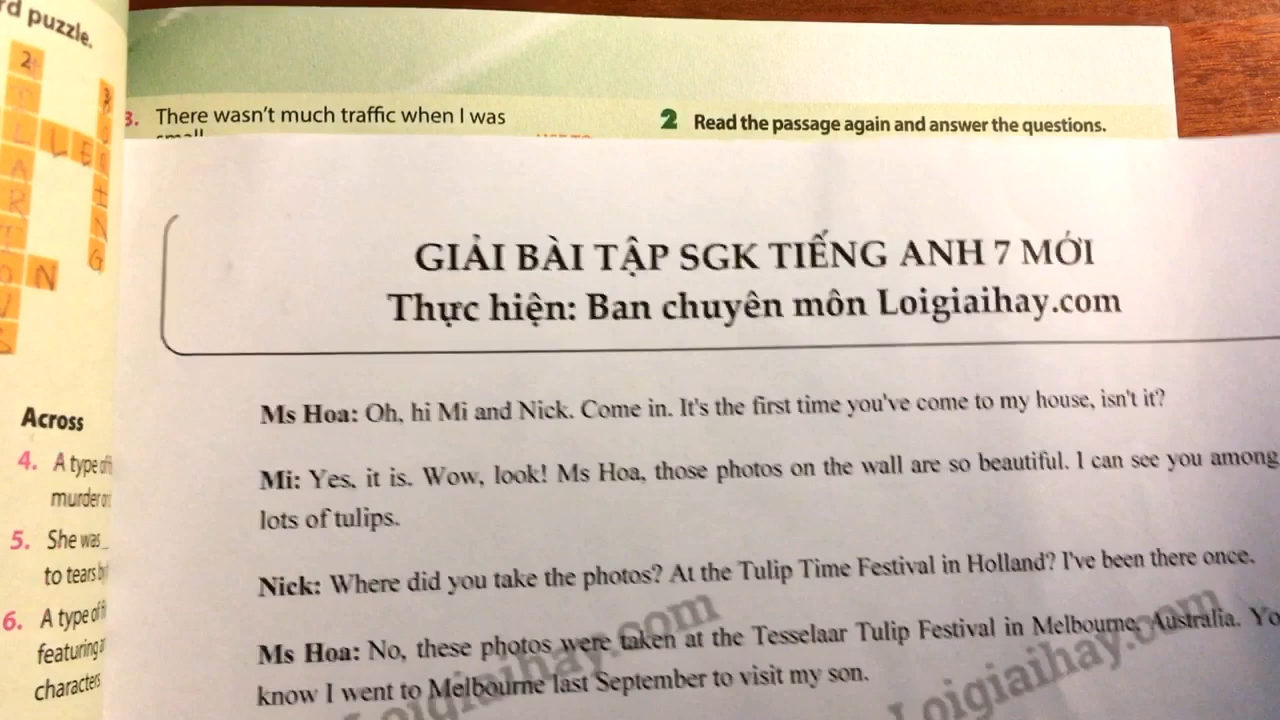 rd puzzle.
3. There wasn't much traffic when I was
2 Read the passage again and answer the questions.
GIẢI BÀI TẬP SGK TIẾNG ANH 7 MỚI
Thực hiện: Ban chuyên môn Loigiaihay.com
Ms Hoa: Oh, hi Mi and Nick. Come in. It's the first time you've come to my house, isn't it?
Mi: Yes, it is. Wow, look! Ms Hoa, those photos on the wall are so beautiful. I can see you among
lots of tulips.
Nick: Where did you take the photos? At the Tulip Time Festival in Holland? I've been there once.
Ms Hoa: No, these photos were taken at the Tesselaar Tulip Festival in Melbourne, Australia. Yo
know I went to Melbourne last September to visit my son.
Loigiaihay.com
Loigiaihay.com
Across
4. A type of
murder
5. She was
to tears
6. A type of
featuring
characters